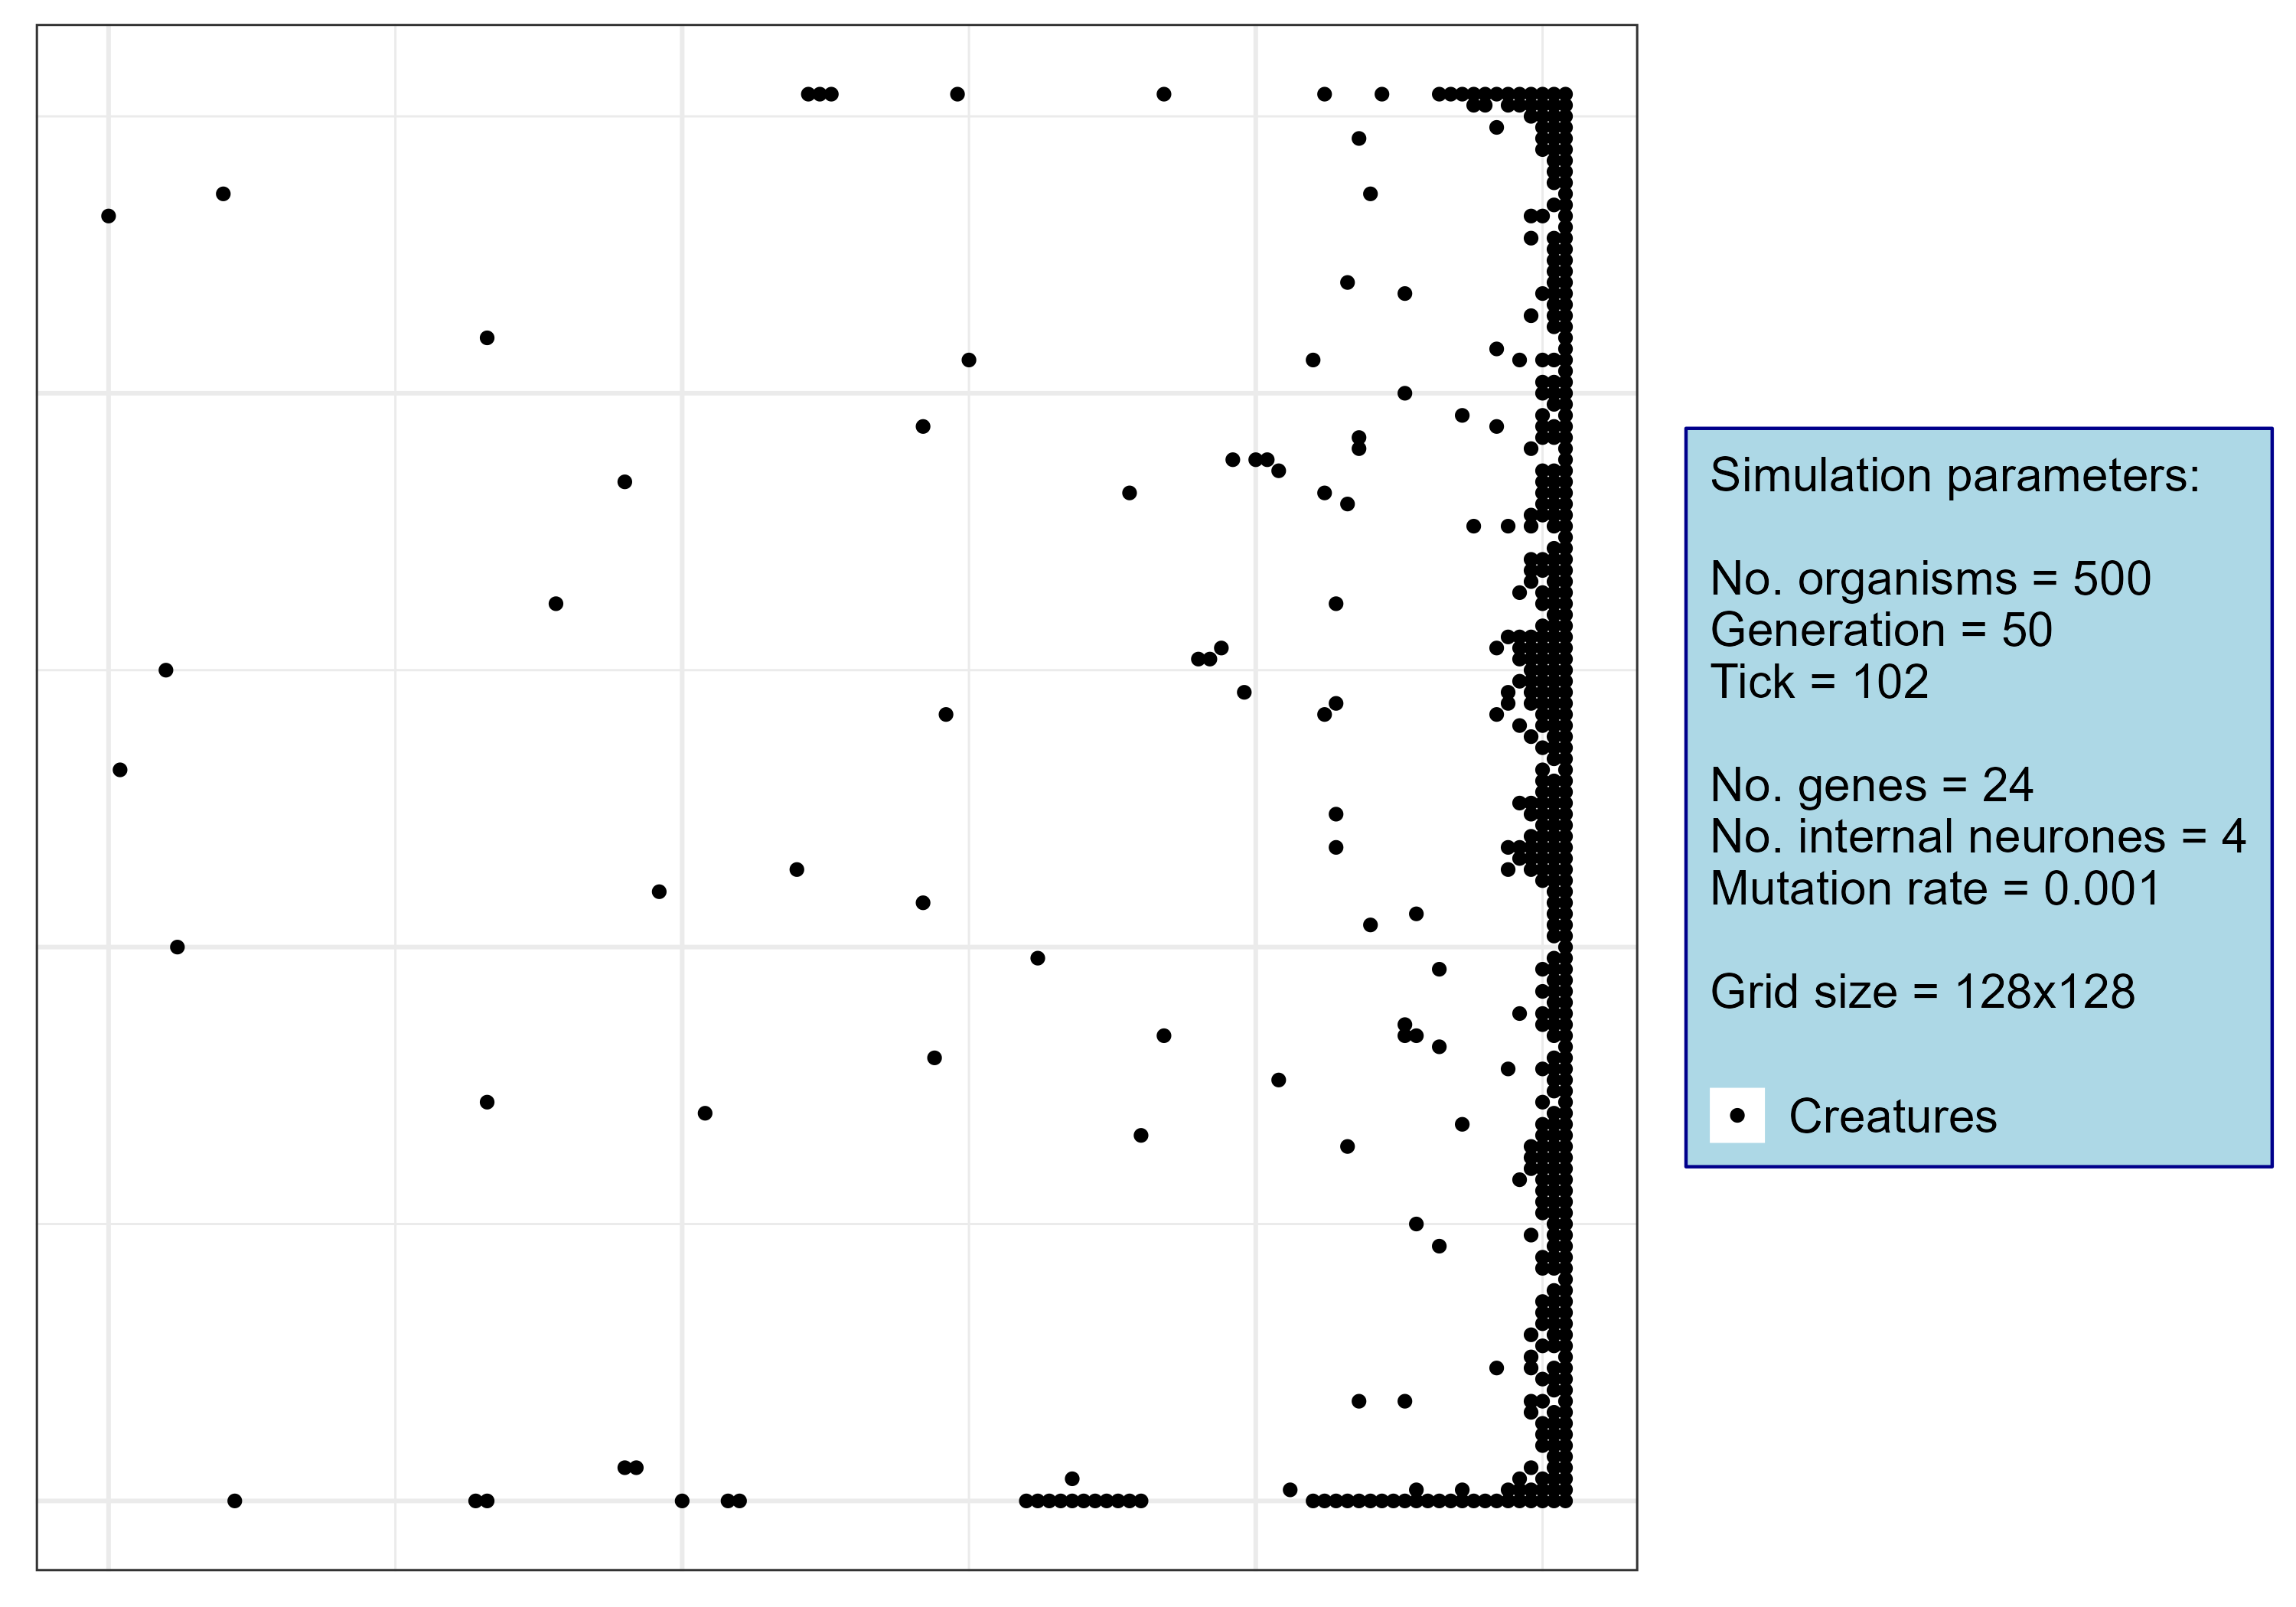 Simulation parameters:
No. organisms = 500
Generation = 50
Tick = 102
No. genes = 24
No. internal neurones = 4
Mutation rate = 0.001
Grid size = 128x128
Creatures